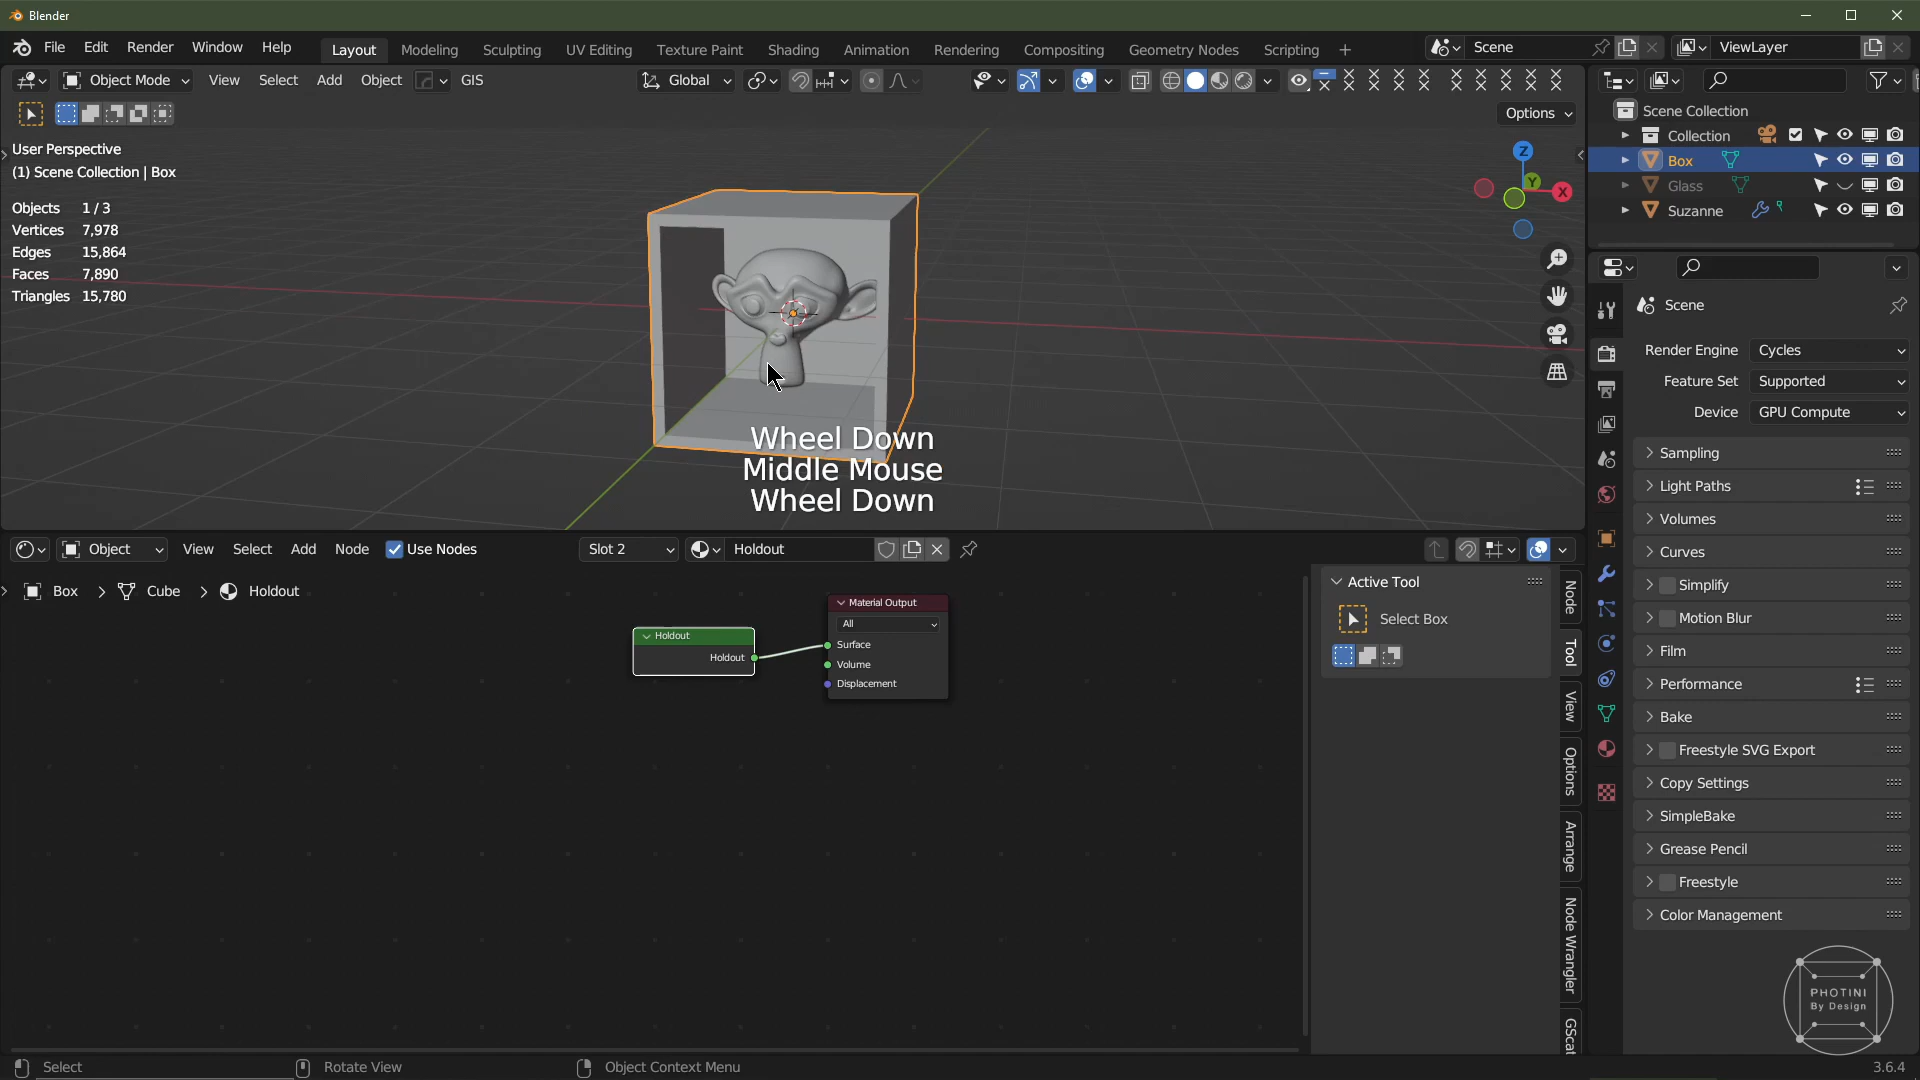 Blender
File Edit Render Window Help Layout Modeling Sculpting UV Editing Texture Paint Shading Animation Rendering Compositing Geometry Nodes Scripting + Scene ViewLayer
Object Mode View Select Add Object GIS Global
Options
User Perspective
(1) Scene Collection | Box
Objects 1 / 3
Vertices 7,978
Edges 15,864
Faces 7,890
Triangles 15,780
Z
Y
X
Wheel Down
Middle Mouse
Wheel Down
Scene Collection
Collection
Box
Glass
Suzanne
Scene
Render Engine Cycles
Feature Set Supported
Device GPU Compute
Sampling
Light Paths
Volumes
Curves
Simplify
Motion Blur
Film
Performance
Bake
Freestyle SVG Export
Copy Settings
SimpleBake
Grease Pencil
Freestyle
Color Management
Object View Select Add Node Use Nodes Slot 2 Holdout
Box > Cube > Holdout
Holdout
Holdout
Material Output
All
Surface
Volume
Displacement
Active Tool
Select Box
Node
Tool
View
Options
Arrange
Node Wrangler
GScat
PHOTINI
By Design
Select Rotate View Object Context Menu 3.6.4